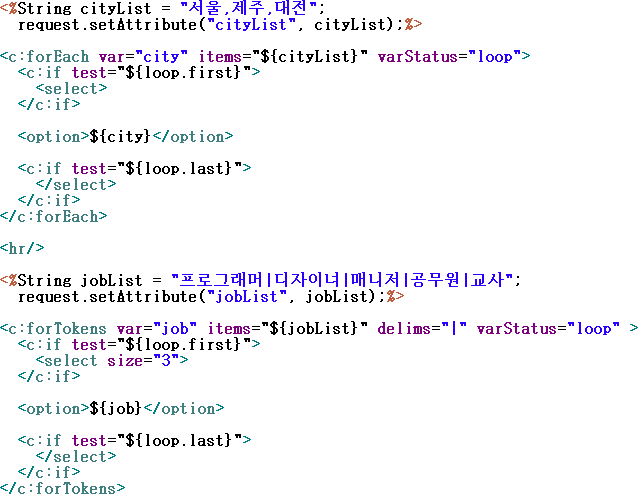 <%String cityList = "서울,제주,대전";
  request.setAttribute("cityList", cityList);%>
<c:forEach var="city" items="${cityList}" varStatus="loop">
  <c:if test="${loop.first}">
    <select>
  </c:if>
  <option>${city}</option>
  <c:if test="${loop.last}">
    </select>
  </c:if>
</c:forEach>
<hr/>
<%String jobList = "프로그래머|디자이너|매니저|공무원|교사";
  request.setAttribute("jobList", jobList);%>
<c:forTokens var="job" items="${jobList}" delims="|" varStatus="loop" >
  <c:if test="${loop.first}">
    <select size="3">
  </c:if>
  <option>${job}</option>
  <c:if test="${loop.last}">
    </select>
  </c:if>
</c:forTokens>